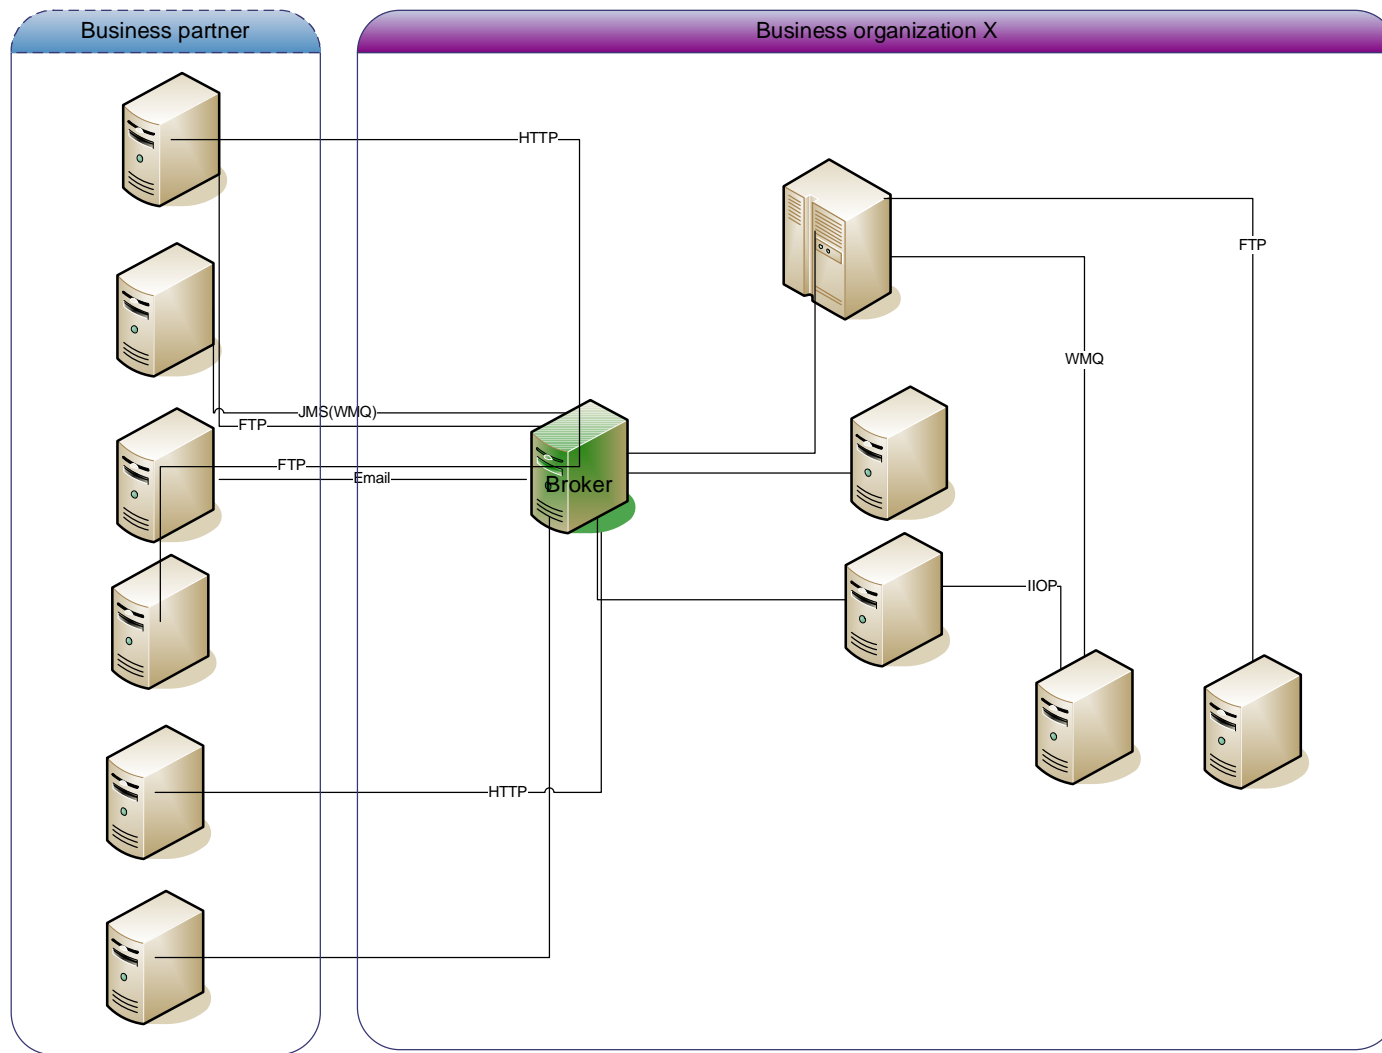 Business partner
Business organization X
HTTP
FTP
WMQ
JMS(WMQ)
FTP
FTP
Email
Broker
IIOP
HTTP